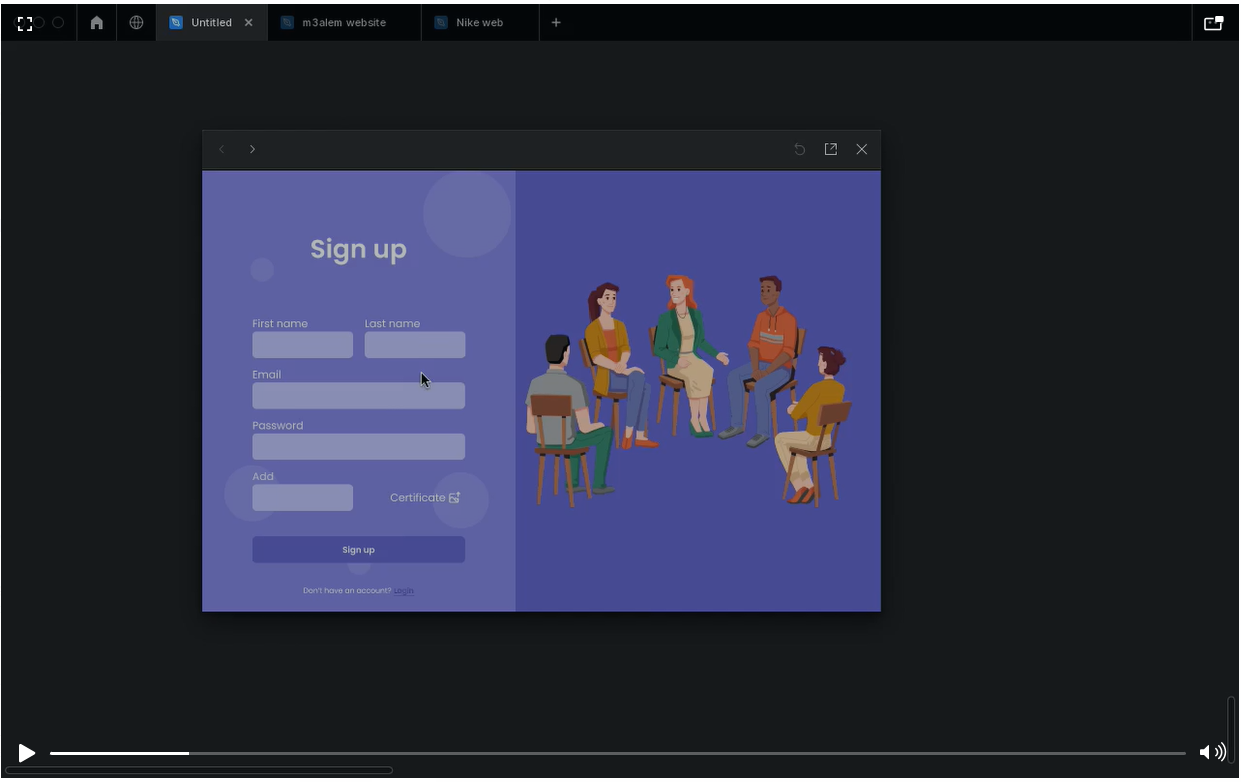 Untitled
m3alem website
Nike web
Sign up
First name
Last name
Email
Password
Add
Certificate
Sign up
Don't have an account? Login